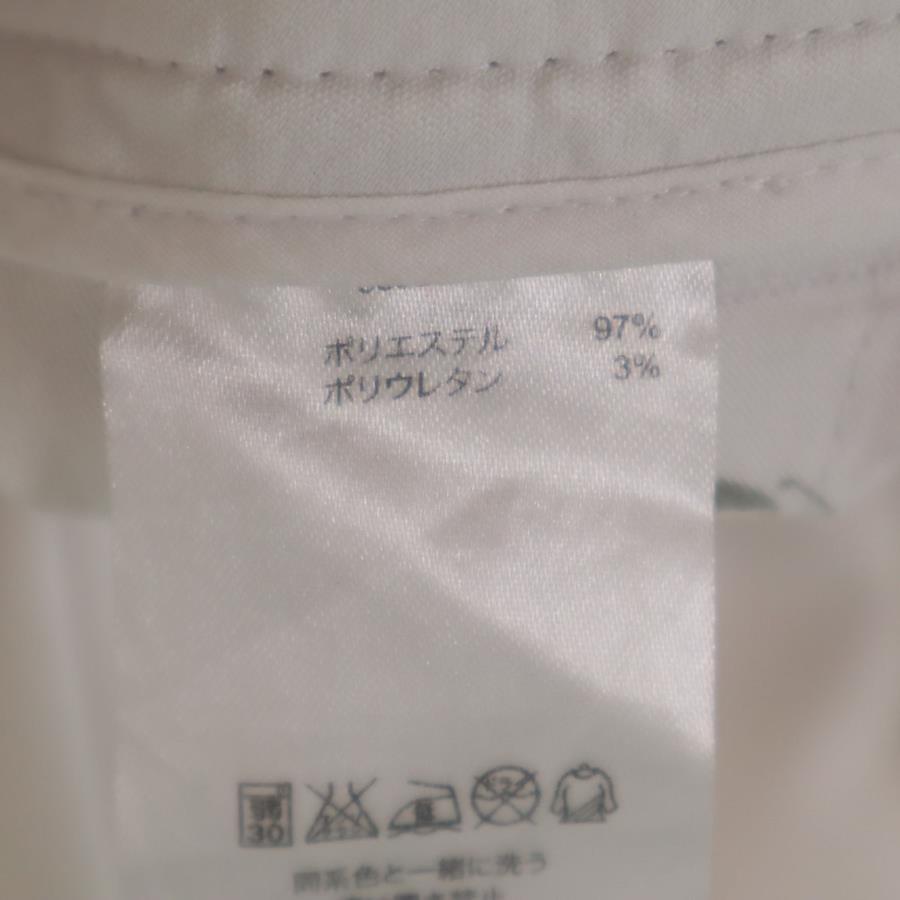 ポリエステル 97%
ポリウレタン 3%
30
同系色と一緒に洗う